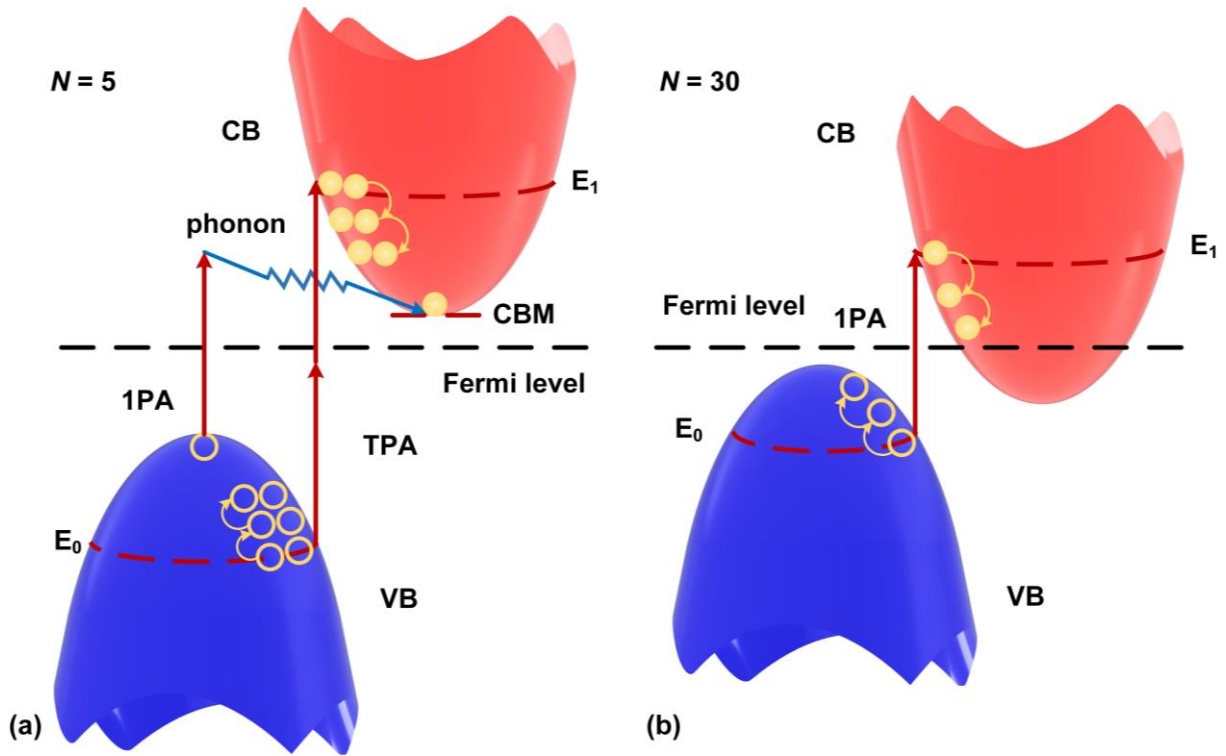 N = 5
CB
E1
phonon
CBM
Fermi level
1PA
TPA
E0
VB
(a)
N = 30
CB
E1
Fermi level
1PA
E0
VB
(b)